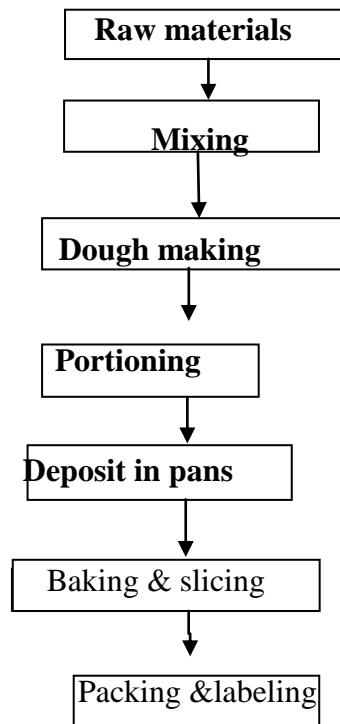 Raw materials
Mixing
Dough making
Portioning
Deposit in pans
Baking & slicing
Packing &labeling